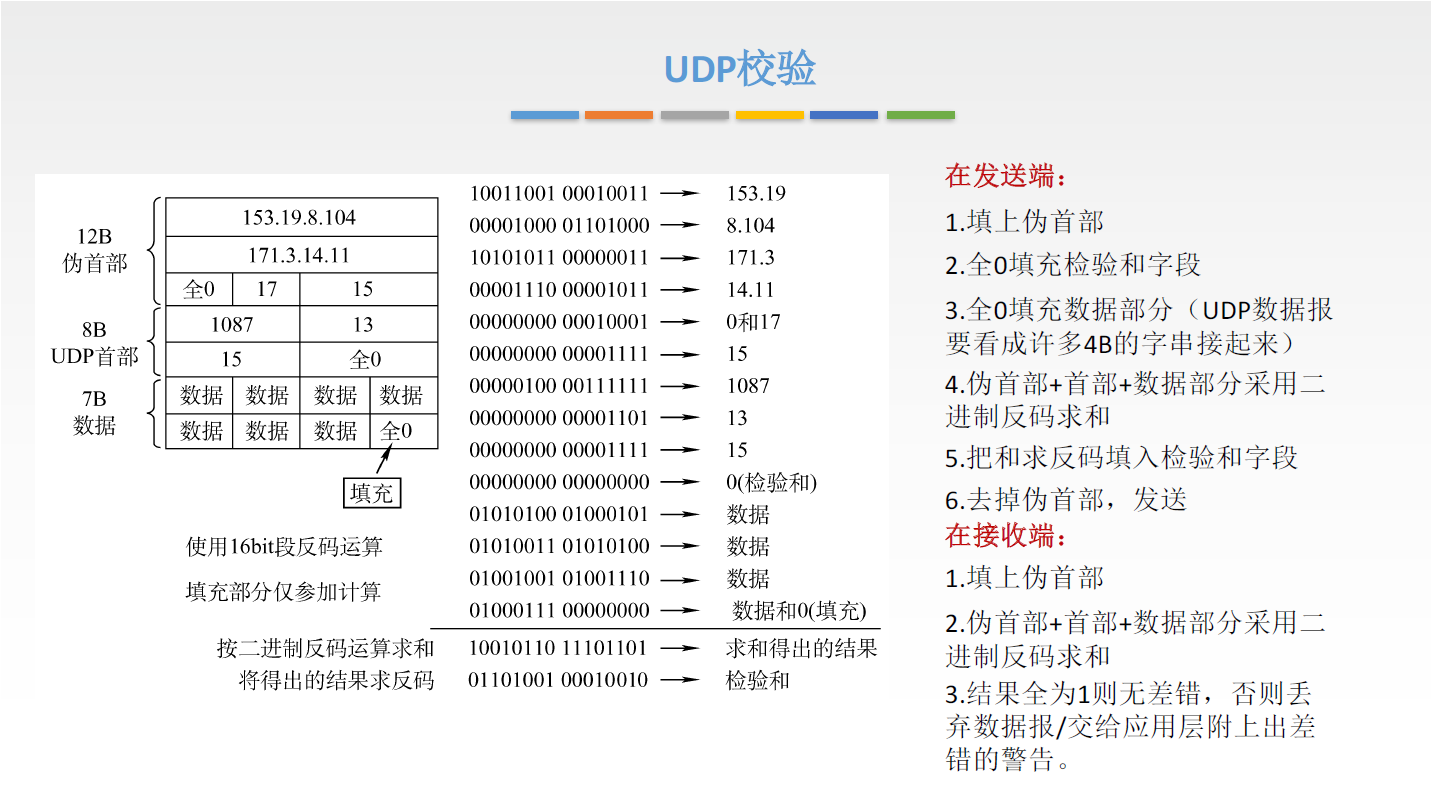 UDP校验
12B
伪首部
153.19.8.104
171.3.14.11
全0 17 15
8B
UDP首部
1087 13
15 全0
7B
数据
数据 数据 数据 数据
数据 数据 数据 全0
填充
使用16bit段反码运算
填充部分仅参加计算
10011001 00010011 → 153.19
00001000 01101000 → 8.104
10101011 00000011 → 171.3
00001110 00001011 → 14.11
00000000 00010001 → 0和17
00000000 00001111 → 15
00000100 00111111 → 1087
00000000 00001101 → 13
00000000 00001111 → 15
00000000 00000000 → 0(检验和)
01010100 01000101 → 数据
01010011 01010100 → 数据
01001001 01001110 → 数据
01000111 00000000 → 数据和0(填充)
按二进制反码运算求和 10010110 11101101 → 求和得出的结果
将得出的结果求反码 01101001 00010010 → 检验和
在发送端：
1.填上伪首部
2.全0填充检验和字段
3.全0填充数据部分（UDP数据报
要看成许多4B的字串接起来）
4.伪首部+首部+数据部分采用二
进制反码求和
5.把和求反码填入检验和字段
6.去掉伪首部，发送
在接收端：
1.填上伪首部
2.伪首部+首部+数据部分采用二
进制反码求和
3.结果全为1则无差错，否则丢
弃数据报/交给应用层附上出差
错的警告。